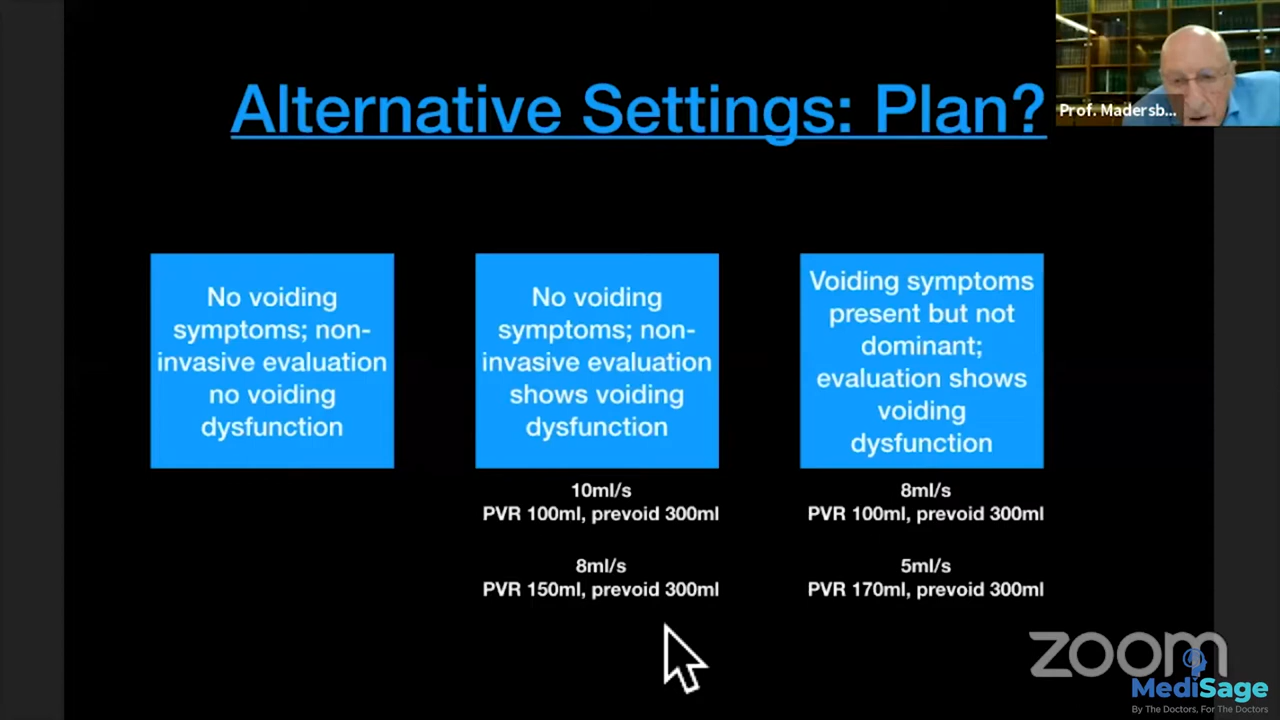 Alternative Settings: Plan?
Prof. Madersb...
No voiding
symptoms; non-
invasive evaluation
no voiding
dysfunction
No voiding
symptoms; non-
invasive evaluation
shows voiding
dysfunction
Voiding symptoms
present but not
dominant;
evaluation shows
voiding
dysfunction
10ml/s
PVR 100ml, prevoid 300ml
8ml/s
PVR 150ml, prevoid 300ml
8ml/s
PVR 100ml, prevoid 300ml
5ml/s
PVR 170ml, prevoid 300ml
zoom
MediSage
By The Doctors, For The Doctors